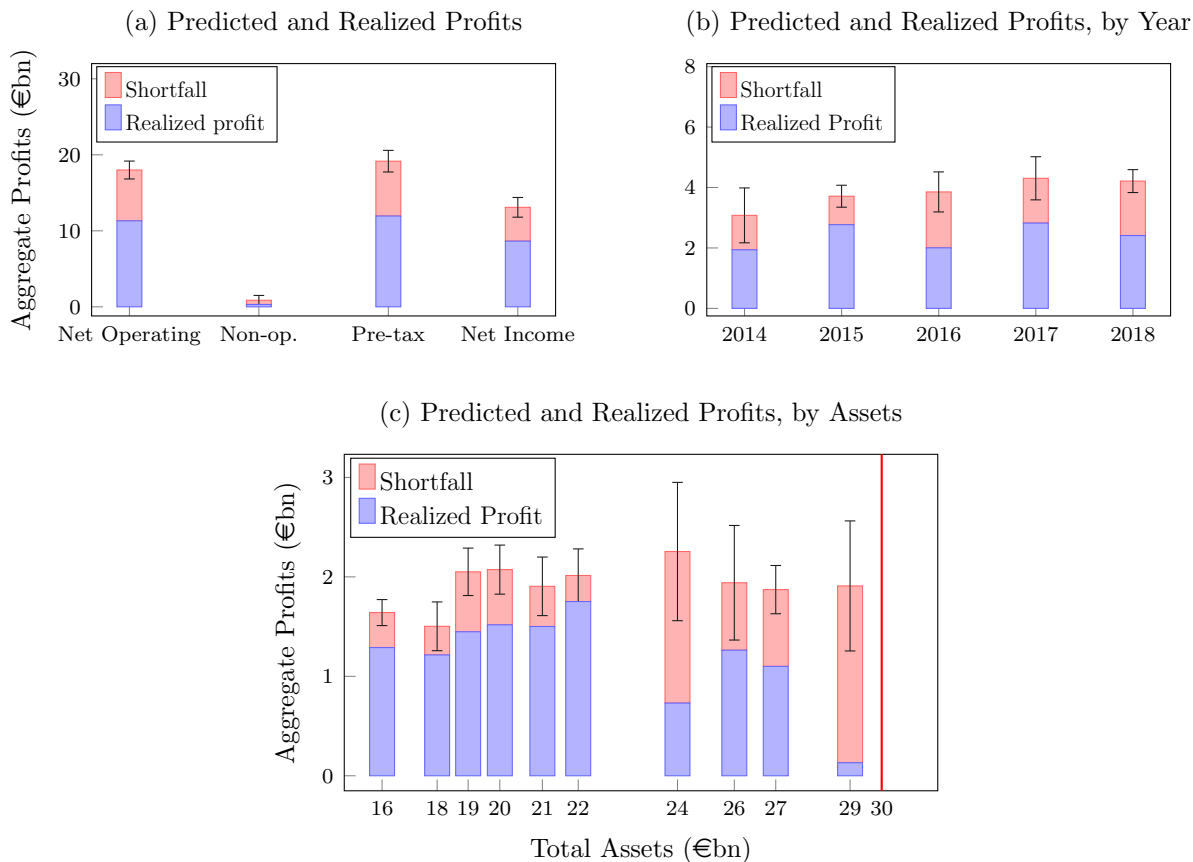 (a) Predicted and Realized Profits
Aggregate Profits (€bn)
30
20
10
0
Shortfall
Realized profit
Net Operating Non-op. Pre-tax Net Income
(b) Predicted and Realized Profits, by Year
8
6
4
2
0
Shortfall
Realized Profit
2014 2015 2016 2017 2018
(c) Predicted and Realized Profits, by Assets
Aggregate Profits (€bn)
3
2
1
0
Shortfall
Realized Profit
16 18 19 20 21 22 24 26 27 29 30
Total Assets (€bn)